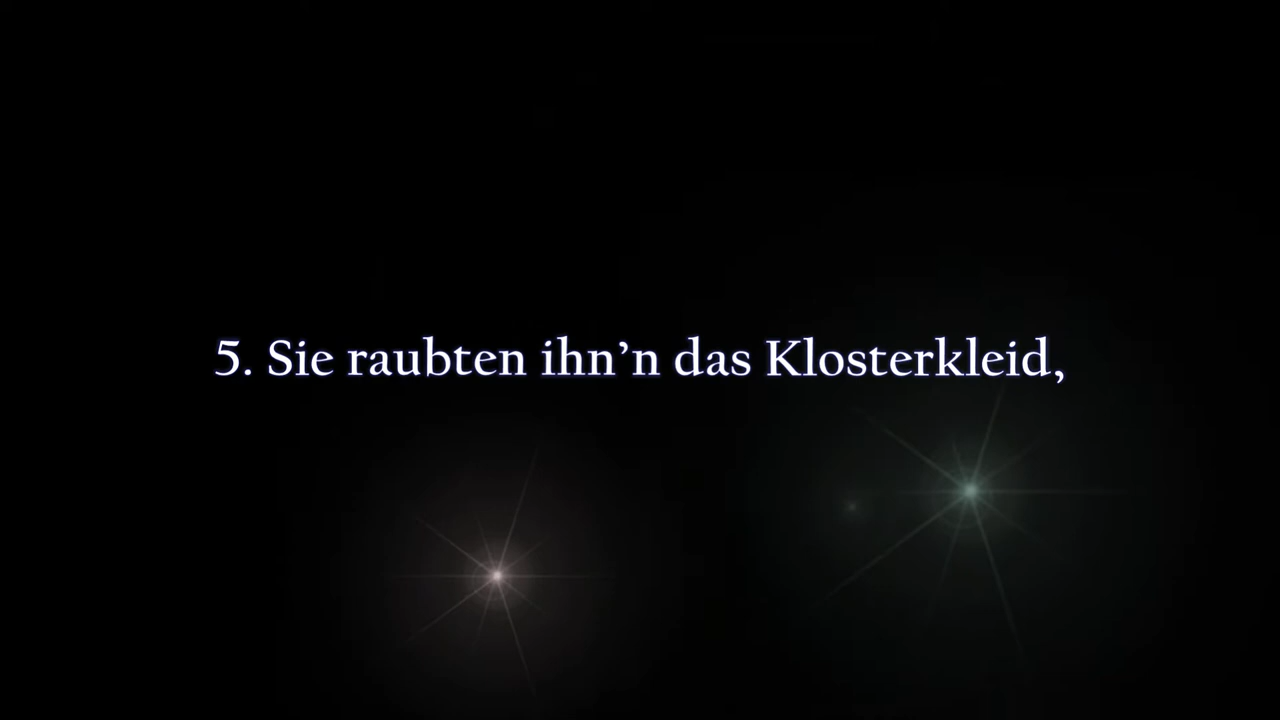 5. Sie raubten ihn’n das Klosterkleid,